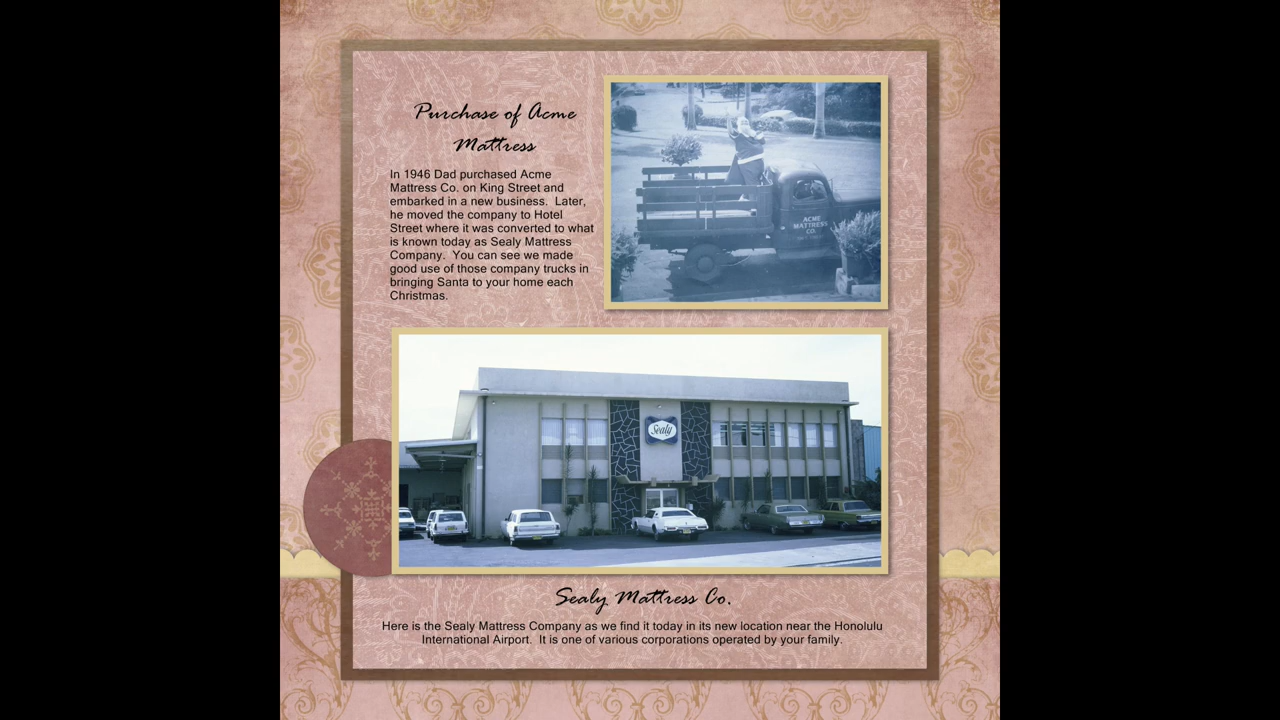 Purchase of Acme
Mattress
In 1946 Dad purchased Acme
Mattress Co. on King Street and
embarked in a new business.  Later,
he moved the company to Hotel
Street where it was converted to what
is known today as Sealy Mattress
Company.  You can see we made
good use of those company trucks in
bringing Santa to your home each
Christmas.
ACME
MATTRESS
CO.
Sealy
Sealy Mattress Co.
Here is the Sealy Mattress Company as we find it today in its new location near the Honolulu
International Airport.  It is one of various corporations operated by your family.